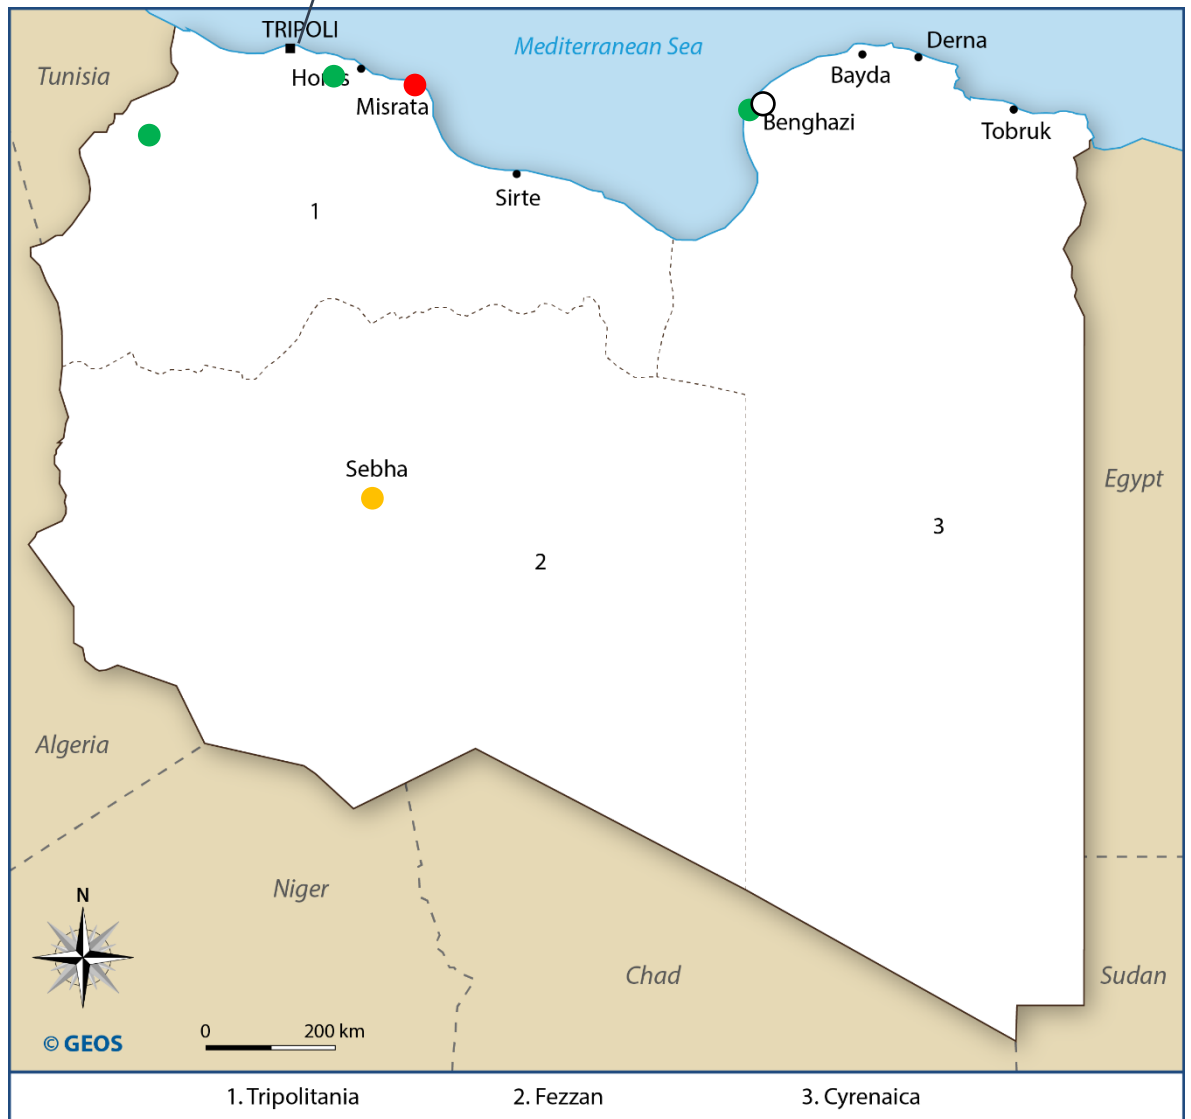 TRIPOLI
Mediterranean Sea
Derna
Tunisia
Bayda
Misrata
Benghazi
Tobruk
Sirte
1
Sebha
Egypt
3
2
Algeria
Niger
N
Chad
Sudan
0 200 km
© GEOS
1. Tripolitania 2. Fezzan 3. Cyrenaica